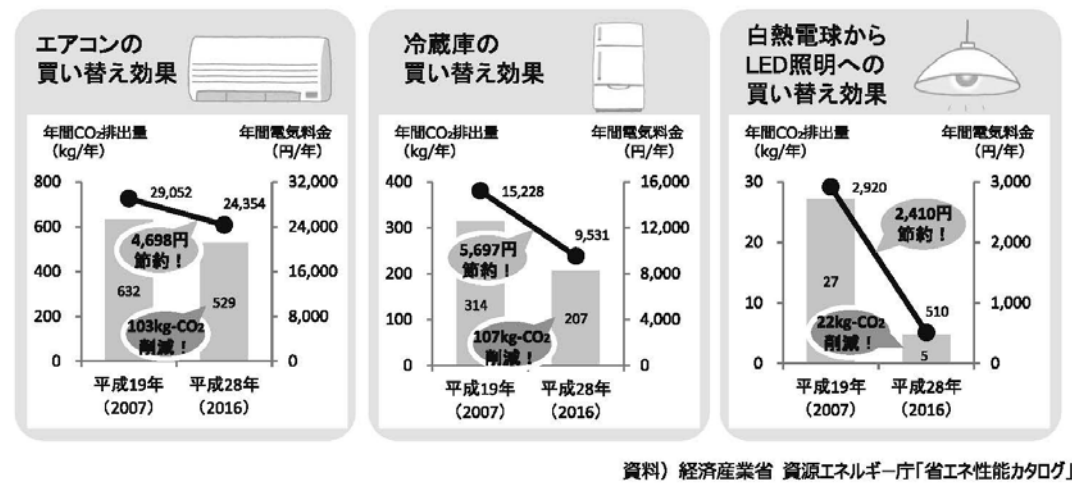 エアコンの
買い替え効果
年間CO₂排出量
(kg/年)
年間電気料金
(円/年)
800
600
400
200
0
32,000
24,000
16,000
8,000
0
29,052
24,354
4,698円
節約！
632
529
103kg-CO₂
削減！
平成19年
(2007)
平成28年
(2016)
冷蔵庫の
買い替え効果
年間CO₂排出量
(kg/年)
年間電気料金
(円/年)
400
300
200
100
0
16,000
12,000
8,000
4,000
0
15,228
9,531
5,697円
節約！
314
207
107kg-CO₂
削減！
平成19年
(2007)
平成28年
(2016)
白熱電球から
LED照明への
買い替え効果
年間CO₂排出量
(kg/年)
年間電気料金
(円/年)
30
20
10
0
3,000
2,000
1,000
0
2,920
2,410円
節約！
27
510
22kg-CO₂
削減！
5
平成19年
(2007)
平成28年
(2016)
資料）経済産業省 資源エネルギー庁「省エネ性能カタログ」